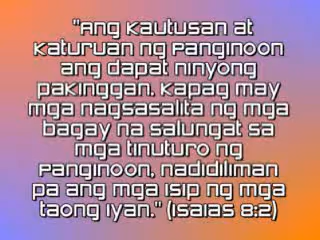 "Ang Kautusan at
Katuruan ng Panginoon
ang dapat ninyong
pakinggan. Kapag may
mga nagsasalita ng mga
bagay na salungat sa
mga tinuturo ng
Panginoon, nadidiliman
pa ang mga isip ng mga
taong iyan." (Isaias 8:2)